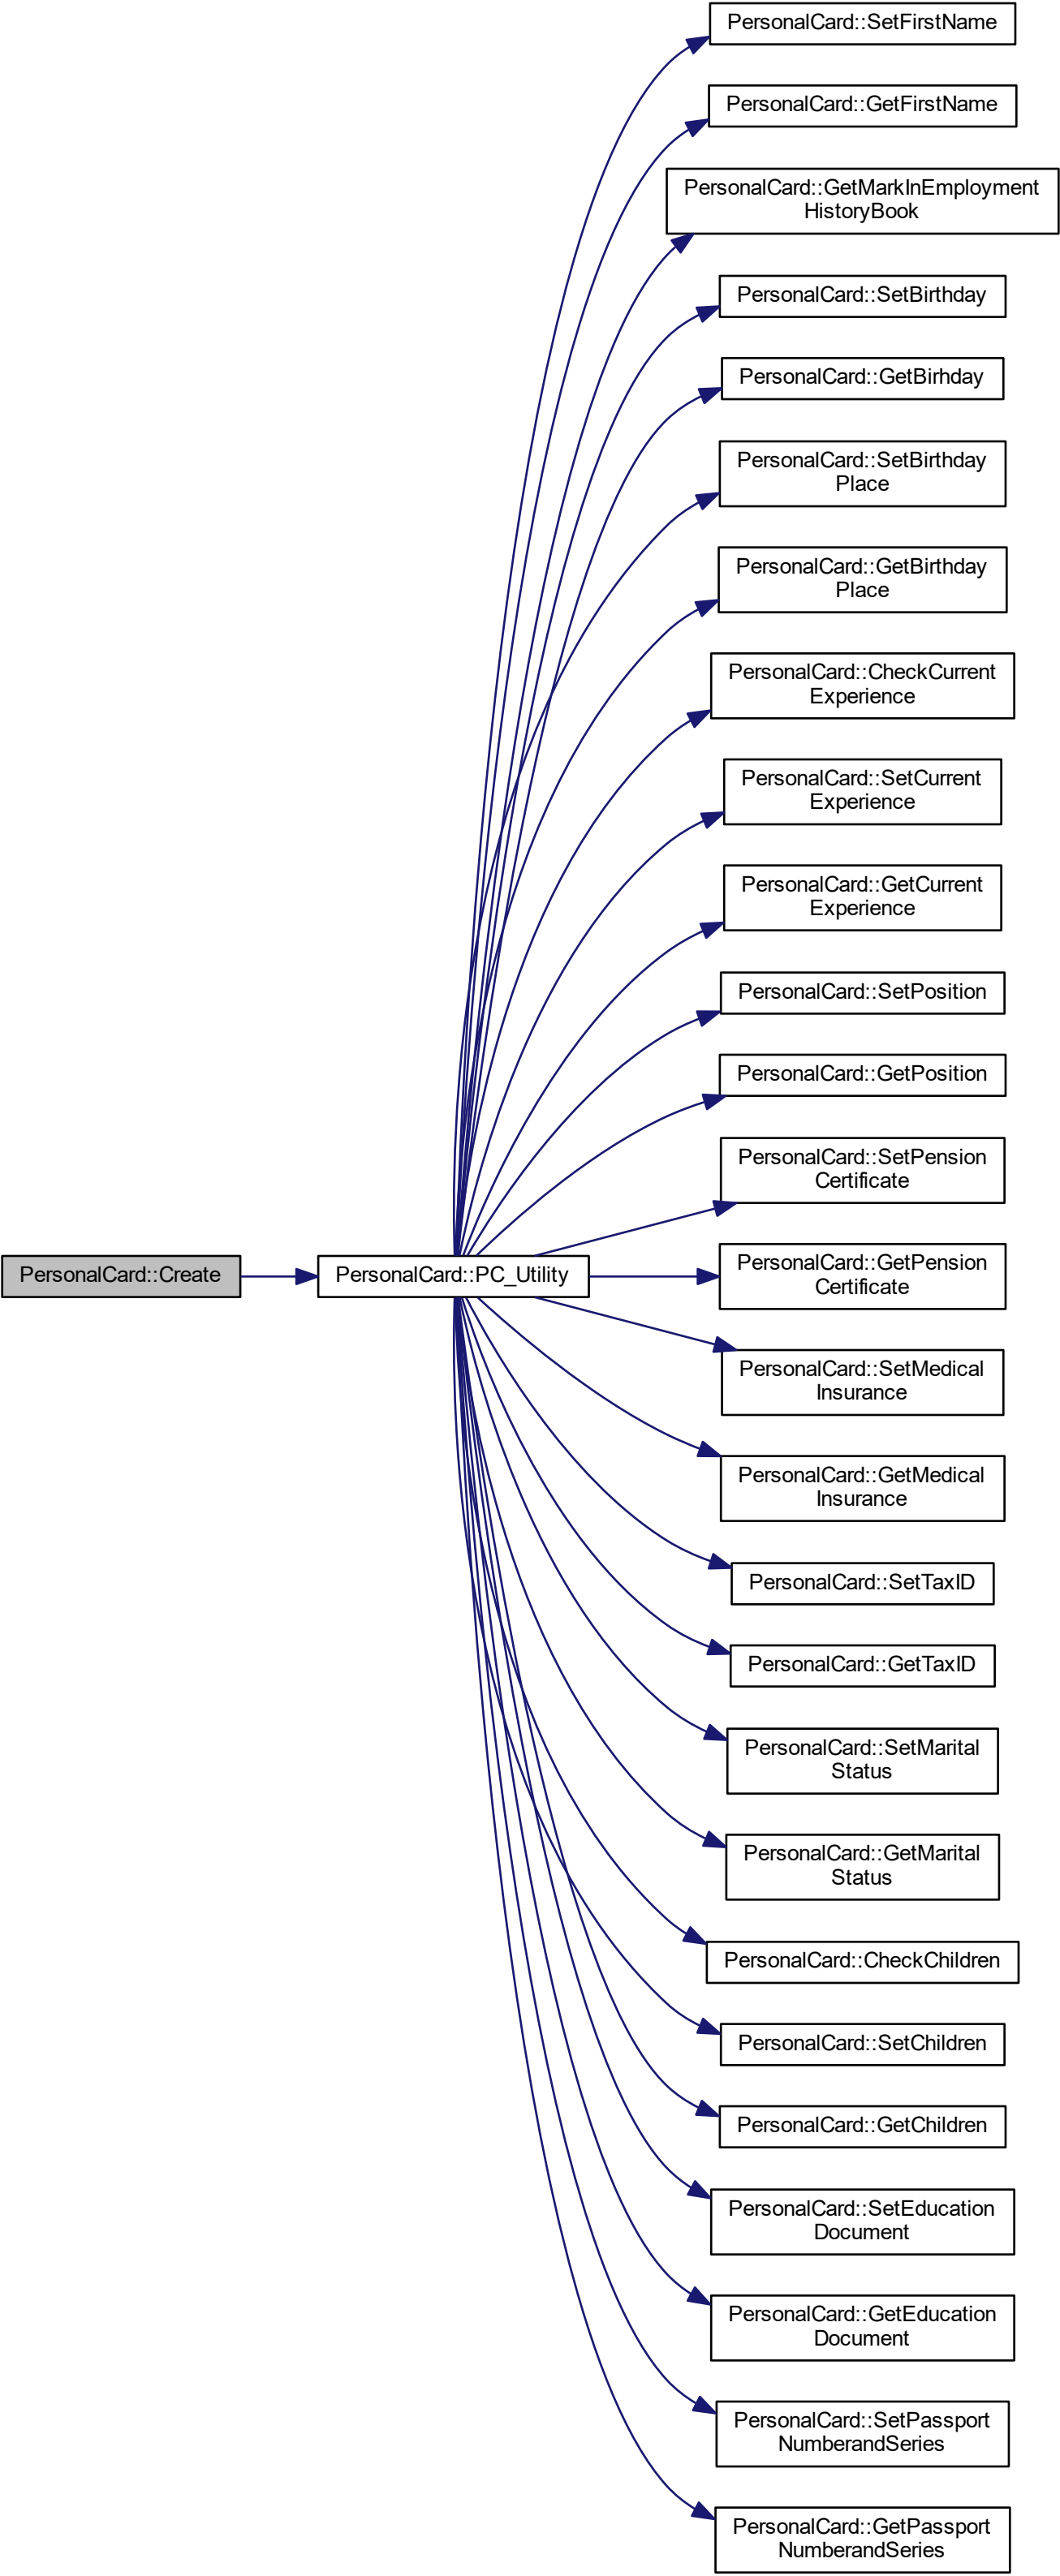 PersonalCard::SetFirstName
PersonalCard::GetFirstName
PersonalCard::GetMarkInEmployment
HistoryBook
PersonalCard::SetBirthday
PersonalCard::GetBirhday
PersonalCard::SetBirthday
Place
PersonalCard::GetBirthday
Place
PersonalCard::CheckCurrent
Experience
PersonalCard::SetCurrent
Experience
PersonalCard::GetCurrent
Experience
PersonalCard::SetPosition
PersonalCard::GetPosition
PersonalCard::SetPension
Certificate
PersonalCard::Create
PersonalCard::PC_Utility
PersonalCard::GetPension
Certificate
PersonalCard::SetMedical
Insurance
PersonalCard::GetMedical
Insurance
PersonalCard::SetTaxID
PersonalCard::GetTaxID
PersonalCard::SetMarital
Status
PersonalCard::GetMarital
Status
PersonalCard::CheckChildren
PersonalCard::SetChildren
PersonalCard::GetChildren
PersonalCard::SetEducation
Document
PersonalCard::GetEducation
Document
PersonalCard::SetPassport
NumberandSeries
PersonalCard::GetPassport
NumberandSeries